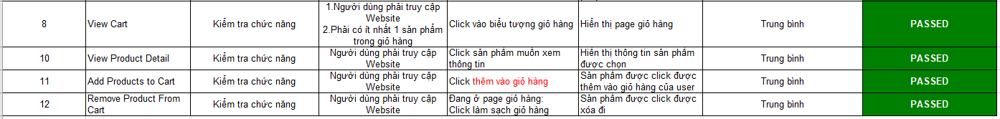 8
View Cart
Kiểm tra chức năng
1.Người dùng phải truy cập
Website
2.Phải có ít nhất 1 sản phẩm
trong giỏ hàng
Click vào biểu tượng giỏ hàng
Hiển thị page giỏ hàng
Trung bình
PASSED
10
View Product Detail
Kiểm tra chức năng
Người dùng phải truy cập
Website
Click sản phẩm muốn xem
thông tin
Hiển thị thông tin sản phẩm
được chọn
Trung bình
PASSED
11
Add Products to Cart
Kiểm tra chức năng
Người dùng phải truy cập
Website
Click thêm vào giỏ hàng
Sản phẩm được click được
thêm vào giỏ hàng của user
Trung bình
PASSED
12
Remove Product From
Cart
Kiểm tra chức năng
Người dùng phải truy cập
Website
Đang ở page giỏ hàng:
Click làm sạch giỏ hàng
Sản phẩm được click được
xóa đi
Trung bình
PASSED